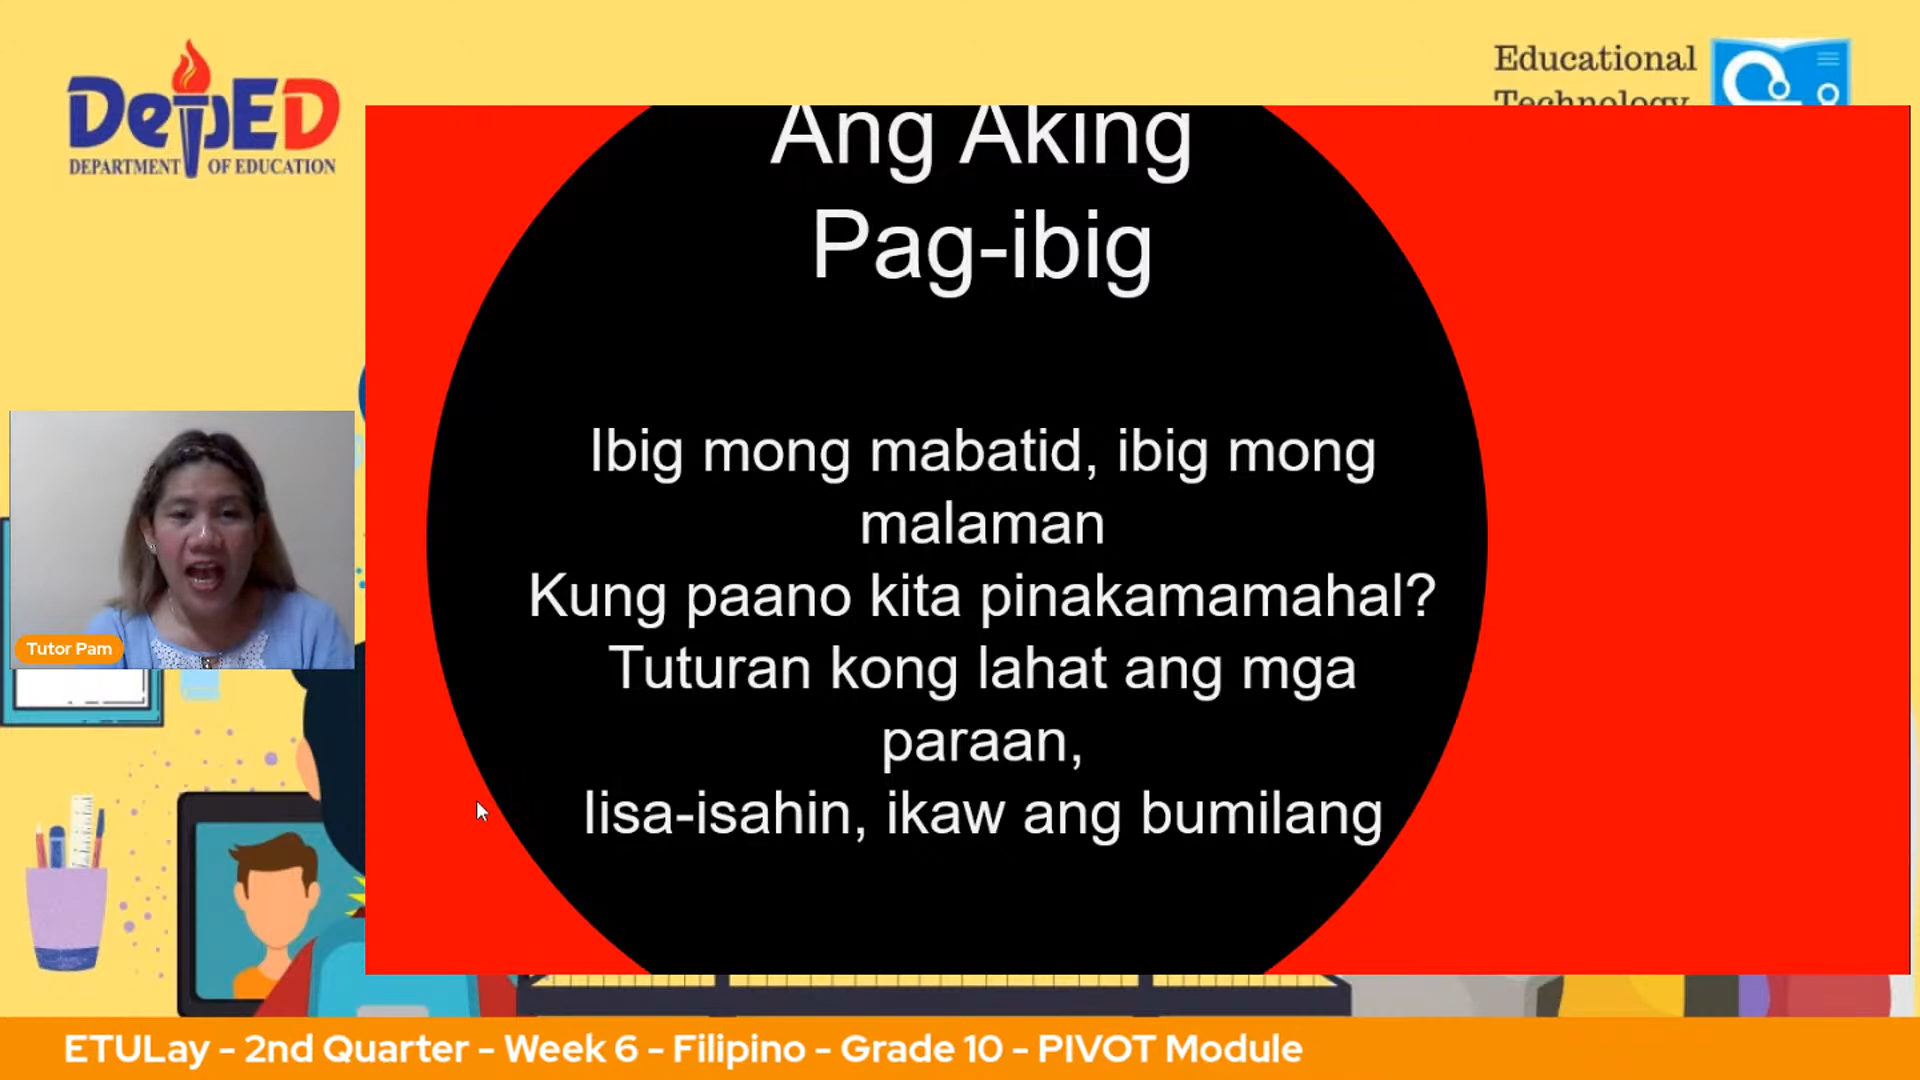 DepED
DEPARTMENT OF EDUCATION
Educational
Technology
Ang Aking
Pag-ibig
Ibig mong mabatid, ibig mong
malaman
Kung paano kita pinakamamahal?
Tuturan kong lahat ang mga
paraan,
Iisa-isahin, ikaw ang bumilang
Tutor Pam
ETULay - 2nd Quarter - Week 6 - Filipino - Grade 10 - PIVOT Module